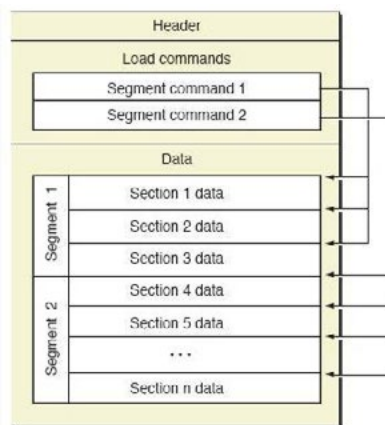 Header
Load commands
Segment command 1
Segment command 2
Data
Segment 1
Section 1 data
Section 2 data
Section 3 data
Segment 2
Section 4 data
Section 5 data
...
Section n data